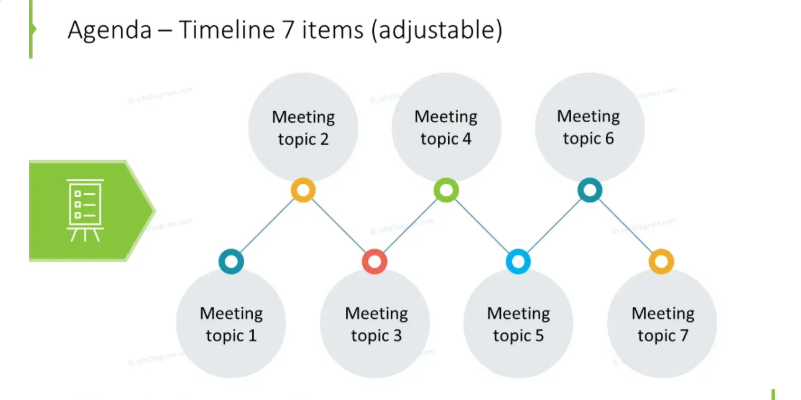 Agenda – Timeline 7 items (adjustable)
Meeting
topic 2
Meeting
topic 4
Meeting
topic 6
Meeting
topic 1
Meeting
topic 3
Meeting
topic 5
Meeting
topic 7